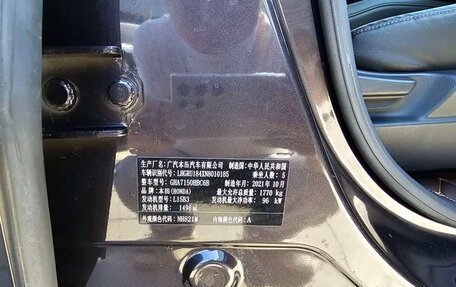 生产厂名: 广汽本田汽车有限公司 制造国: 中华人民共和国
车辆识别代号: LHGRU184XN8010185 乘坐人数: 5
整车型号: GHA7150HBC6B 制造年月: 2021年10月
品牌: 本田(HONDA) 最大允许总质量: 1770 kg
发动机型号: L15B3 发动机最大净功率: 96 kW
发动机排量: 1498 mL
外表颜色代号: NH821M 内饰颜色代号: A